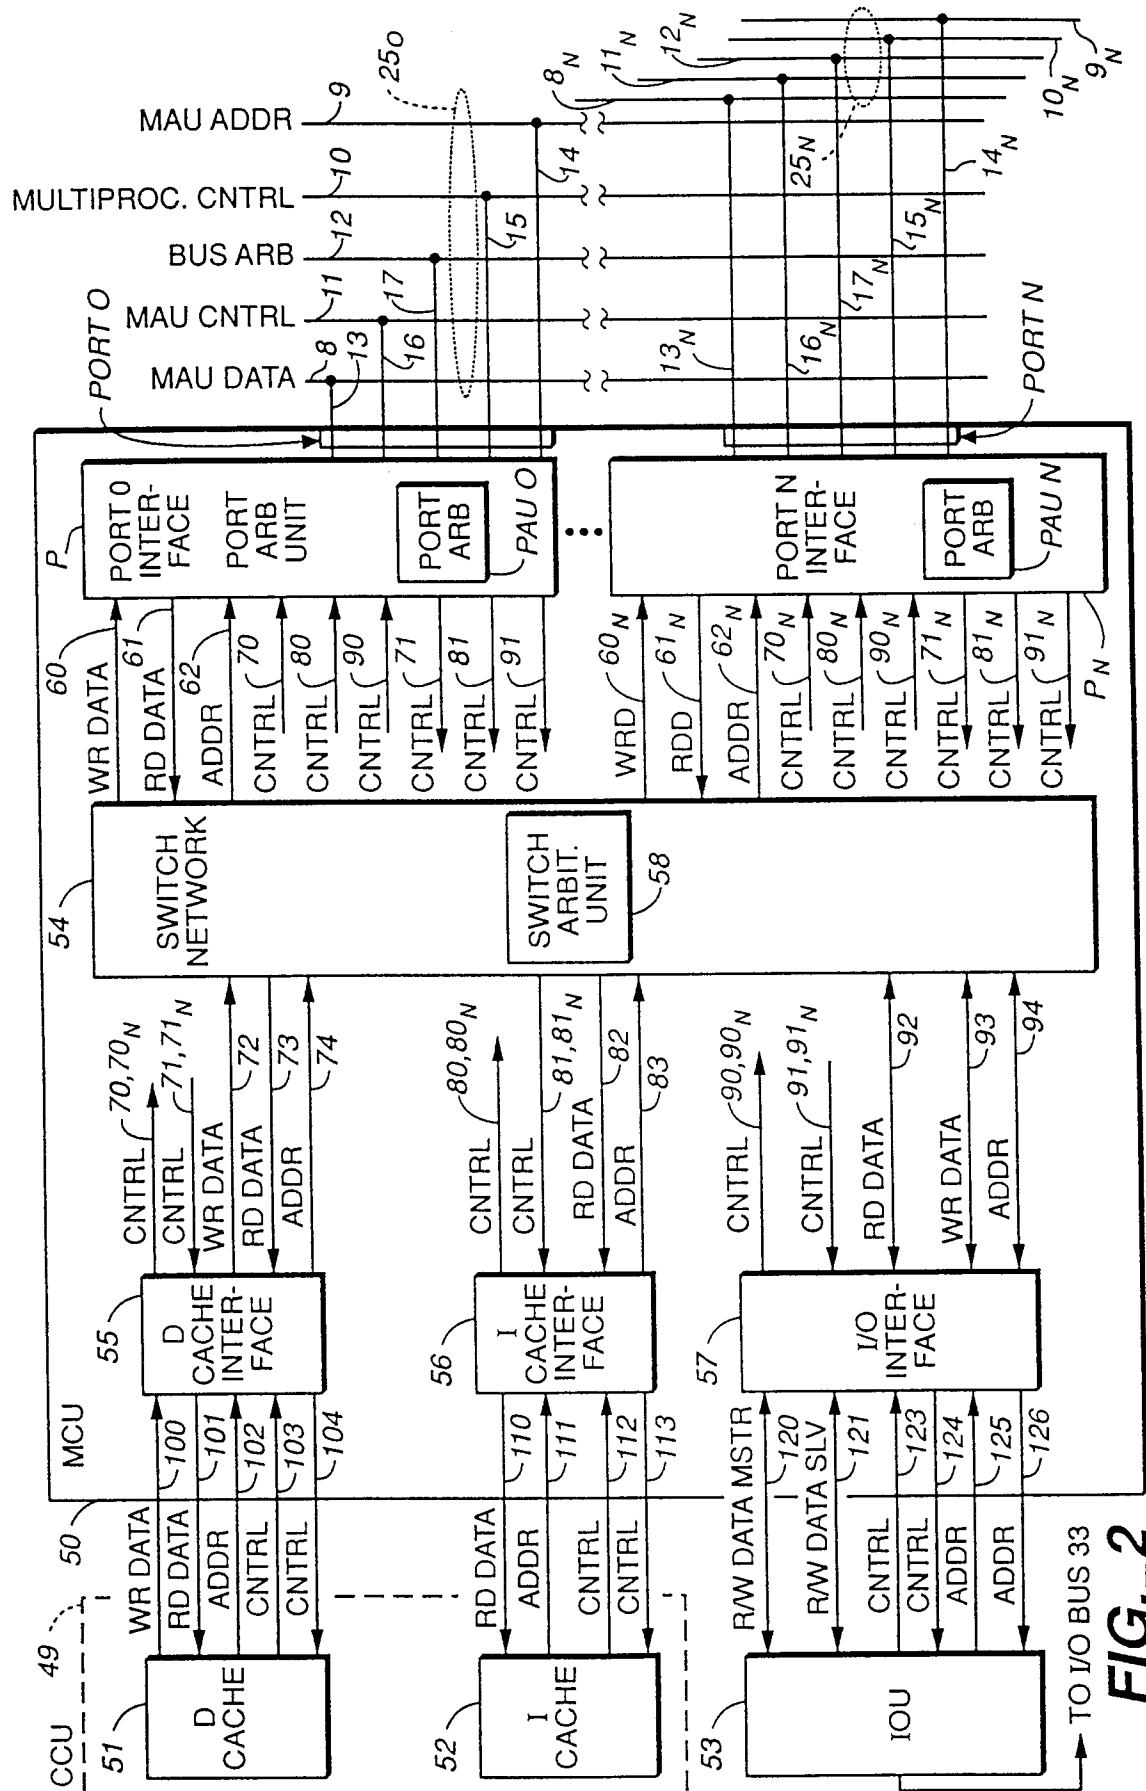 CCU
49
51
D
CACHE
WR DATA
RD DATA
ADDR
CNTRL
CNTRL
50
MCU
100
101
102
103
104
55
D
CACHE
INTER-
FACE
CNTRL
70,70N
CNTRL
71,71N
WR DATA
72
RD DATA
73
ADDR
74
52
I
CACHE
RD DATA
ADDR
CNTRL
CNTRL
110
111
112
113
56
I
CACHE
INTER-
FACE
CNTRL
80,80N
CNTRL
81,81N
RD DATA
82
ADDR
83
53
IOU
R/W DATA MSTR
R/W DATA SLV
CNTRL
CNTRL
ADDR
ADDR
120
121
123
124
125
126
57
I/O
INTER-
FACE
CNTRL
90,90N
CNTRL
91,91N
RD DATA
92
WR DATA
93
ADDR
94
TO I/O BUS 33
54
SWITCH
NETWORK
SWITCH
ARBIT.
UNIT
58
WR DATA
60
RD DATA
61
ADDR
62
CNTRL
70
CNTRL
80
CNTRL
90
CNTRL
71
CNTRL
81
CNTRL
91
P
PORT 0
INTER-
FACE
PORT
ARB
UNIT
PORT
ARB
PAU O
WRD
60N
RDD
61N
ADDR
62N
CNTRL
70N
CNTRL
80N
CNTRL
90N
CNTRL
71N
CNTRL
81N
CNTRL
91N
PN
PORT N
INTER-
FACE
PORT
ARB
PAU N
PORT O
PORT N
MAU DATA
8
13
MAU CNTRL
11
16
BUS ARB
12
17
MULTIPROC. CNTRL
10
15
MAU ADDR
9
14
25O
13N
16N
17N
15N
14N
25N
8N
11N
12N
10N
9N
FIG._2